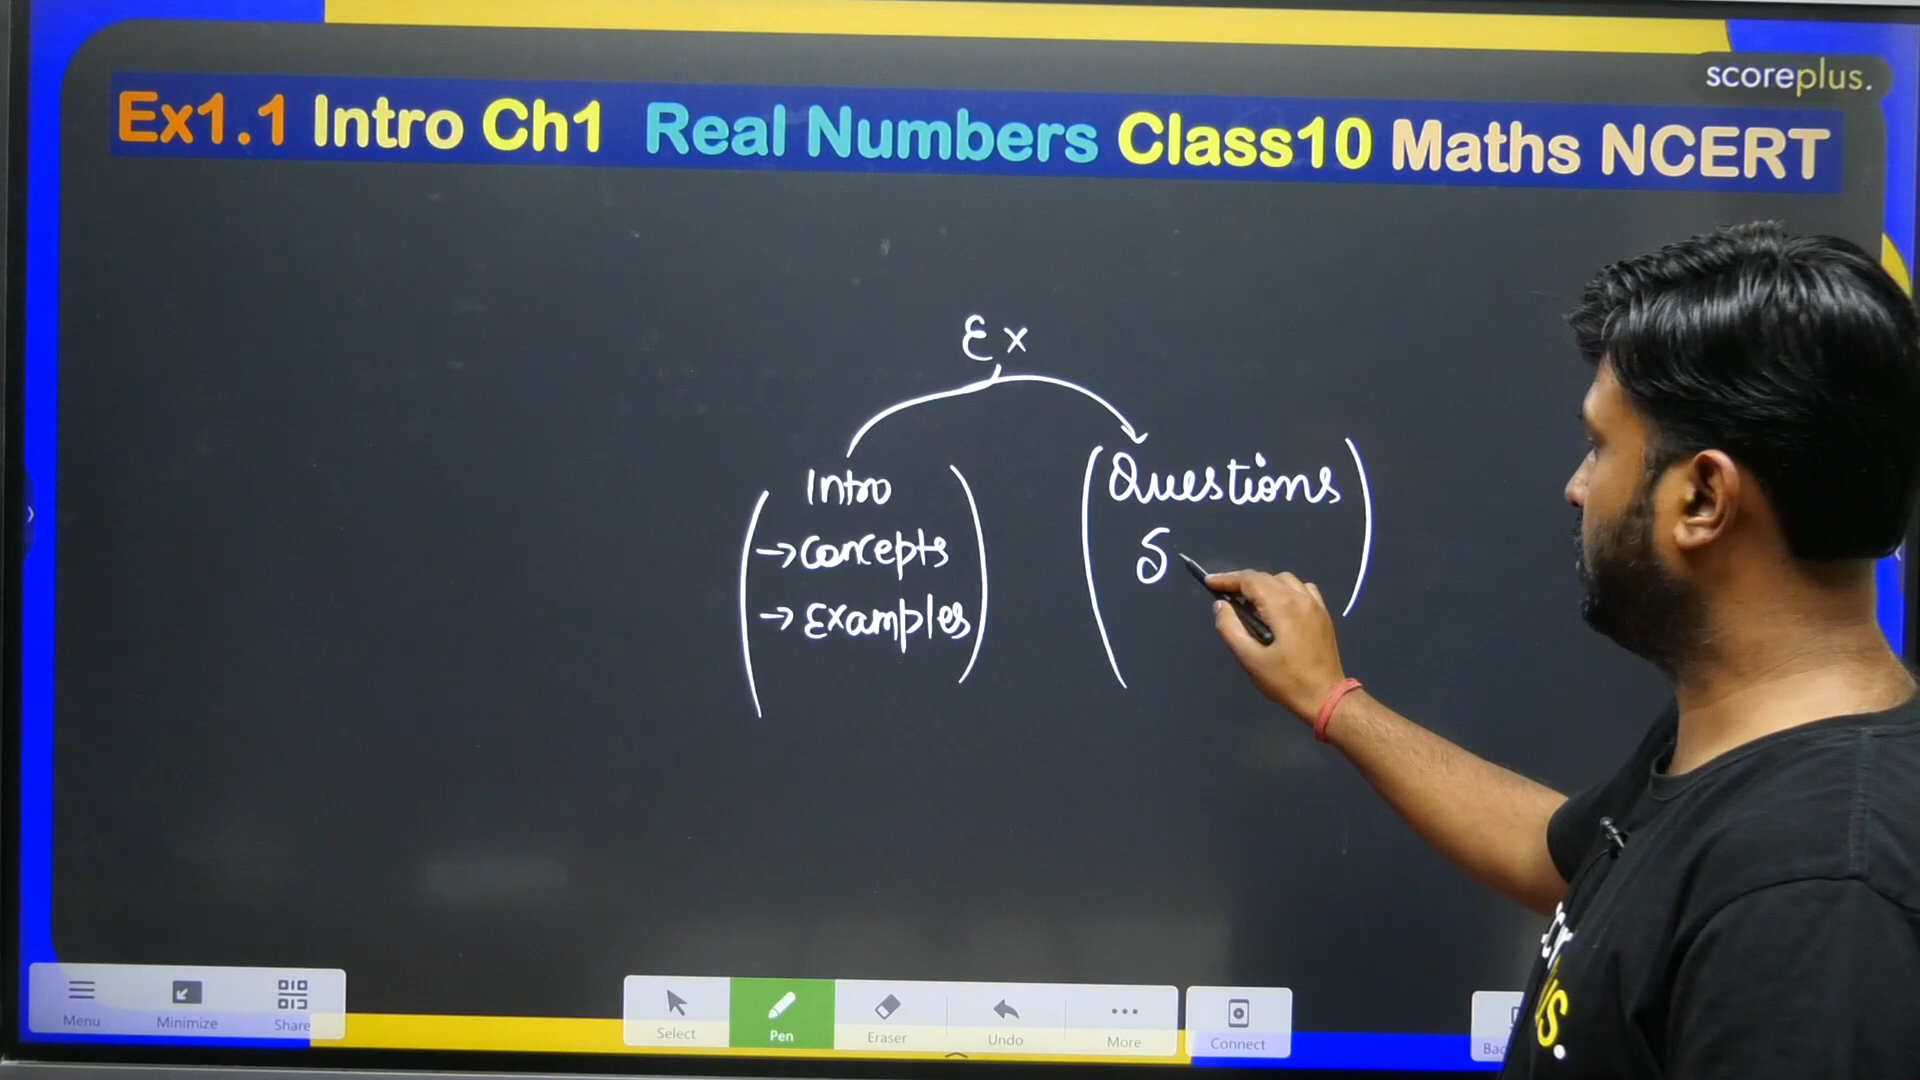 scoreplus.
Ex1.1 Intro Ch1 Real Numbers Class10 Maths NCERT
Ex
Intro
→ Concepts
→ Examples
Questions
S
Menu
Minimize
Share
Select
Pen
Eraser
Undo
More
Connect